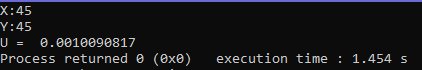 X:45
Y:45
U =  0.0010090817
Process returned 0 (0x0)   execution time : 1.454 s